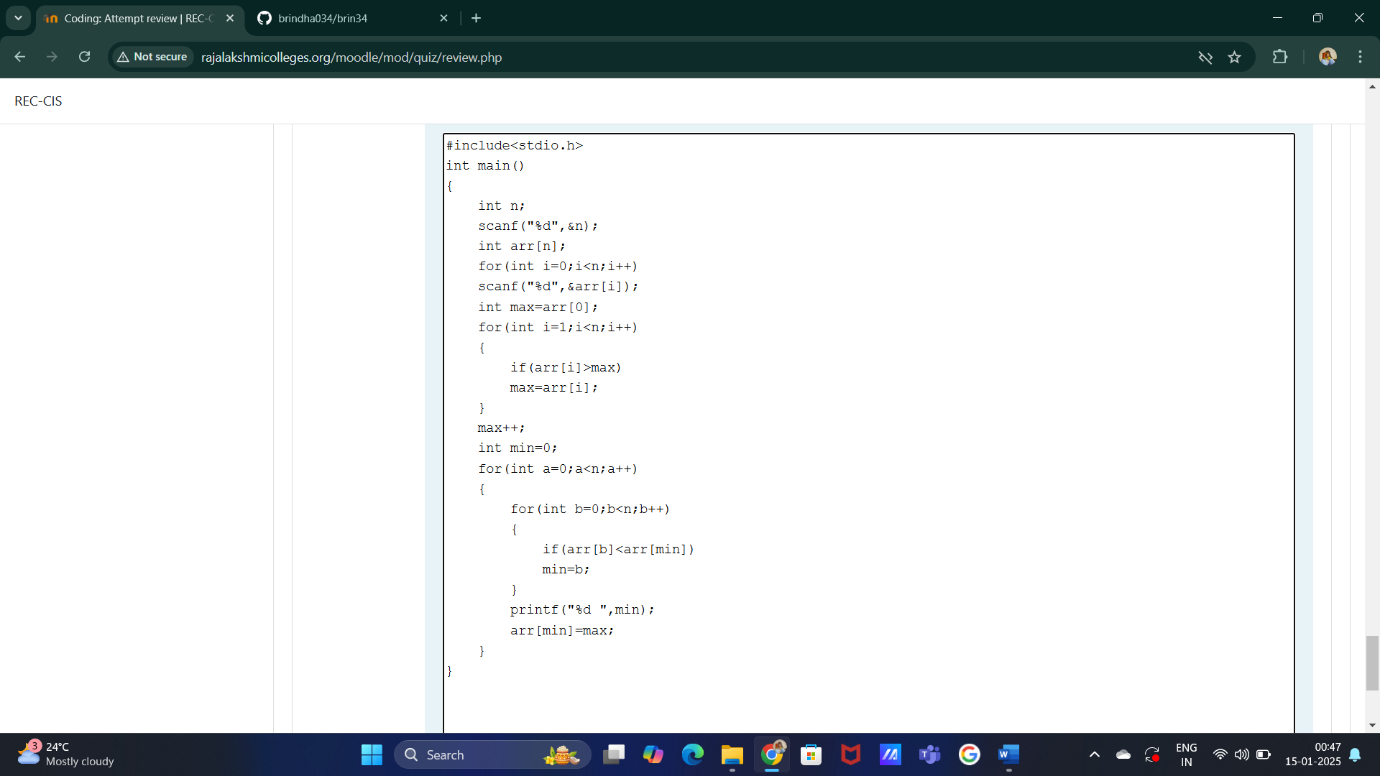 Coding: Attempt review | REC-C
brindha034/brin34
Not secure
rajalakshmicolleges.org/moodle/mod/quiz/review.php
REC-CIS
#include<stdio.h>
int main()
{
    int n;
    scanf("%d",&n);
    int arr[n];
    for(int i=0;i<n;i++)
    scanf("%d",&arr[i]);
    int max=arr[0];
    for(int i=1;i<n;i++)
    {
        if(arr[i]>max)
        max=arr[i];
    }
    max++;
    int min=0;
    for(int a=0;a<n;a++)
    {
        for(int b=0;b<n;b++)
        {
            if(arr[b]<arr[min])
            min=b;
        }
        printf("%d ",min);
        arr[min]=max;
    }
}
3
24°C
Mostly cloudy
Search
ENG
IN
00:47
15-01-2025